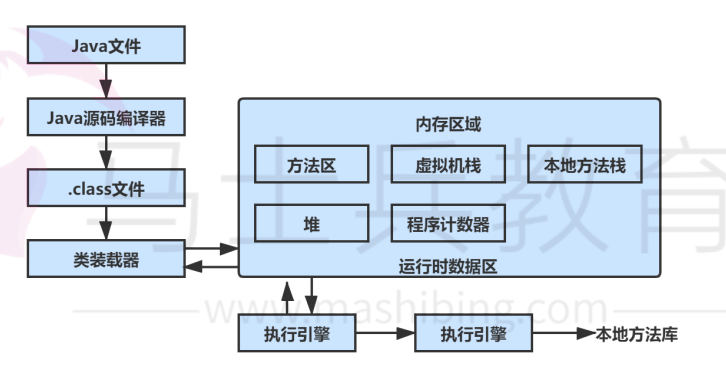 Java文件
Java源码编译器
.class文件
类装载器
内存区域
方法区
虚拟机栈
本地方法栈
堆
程序计数器
运行时数据区
执行引擎
执行引擎
本地方法库
马士兵教育
www.mashibing.com